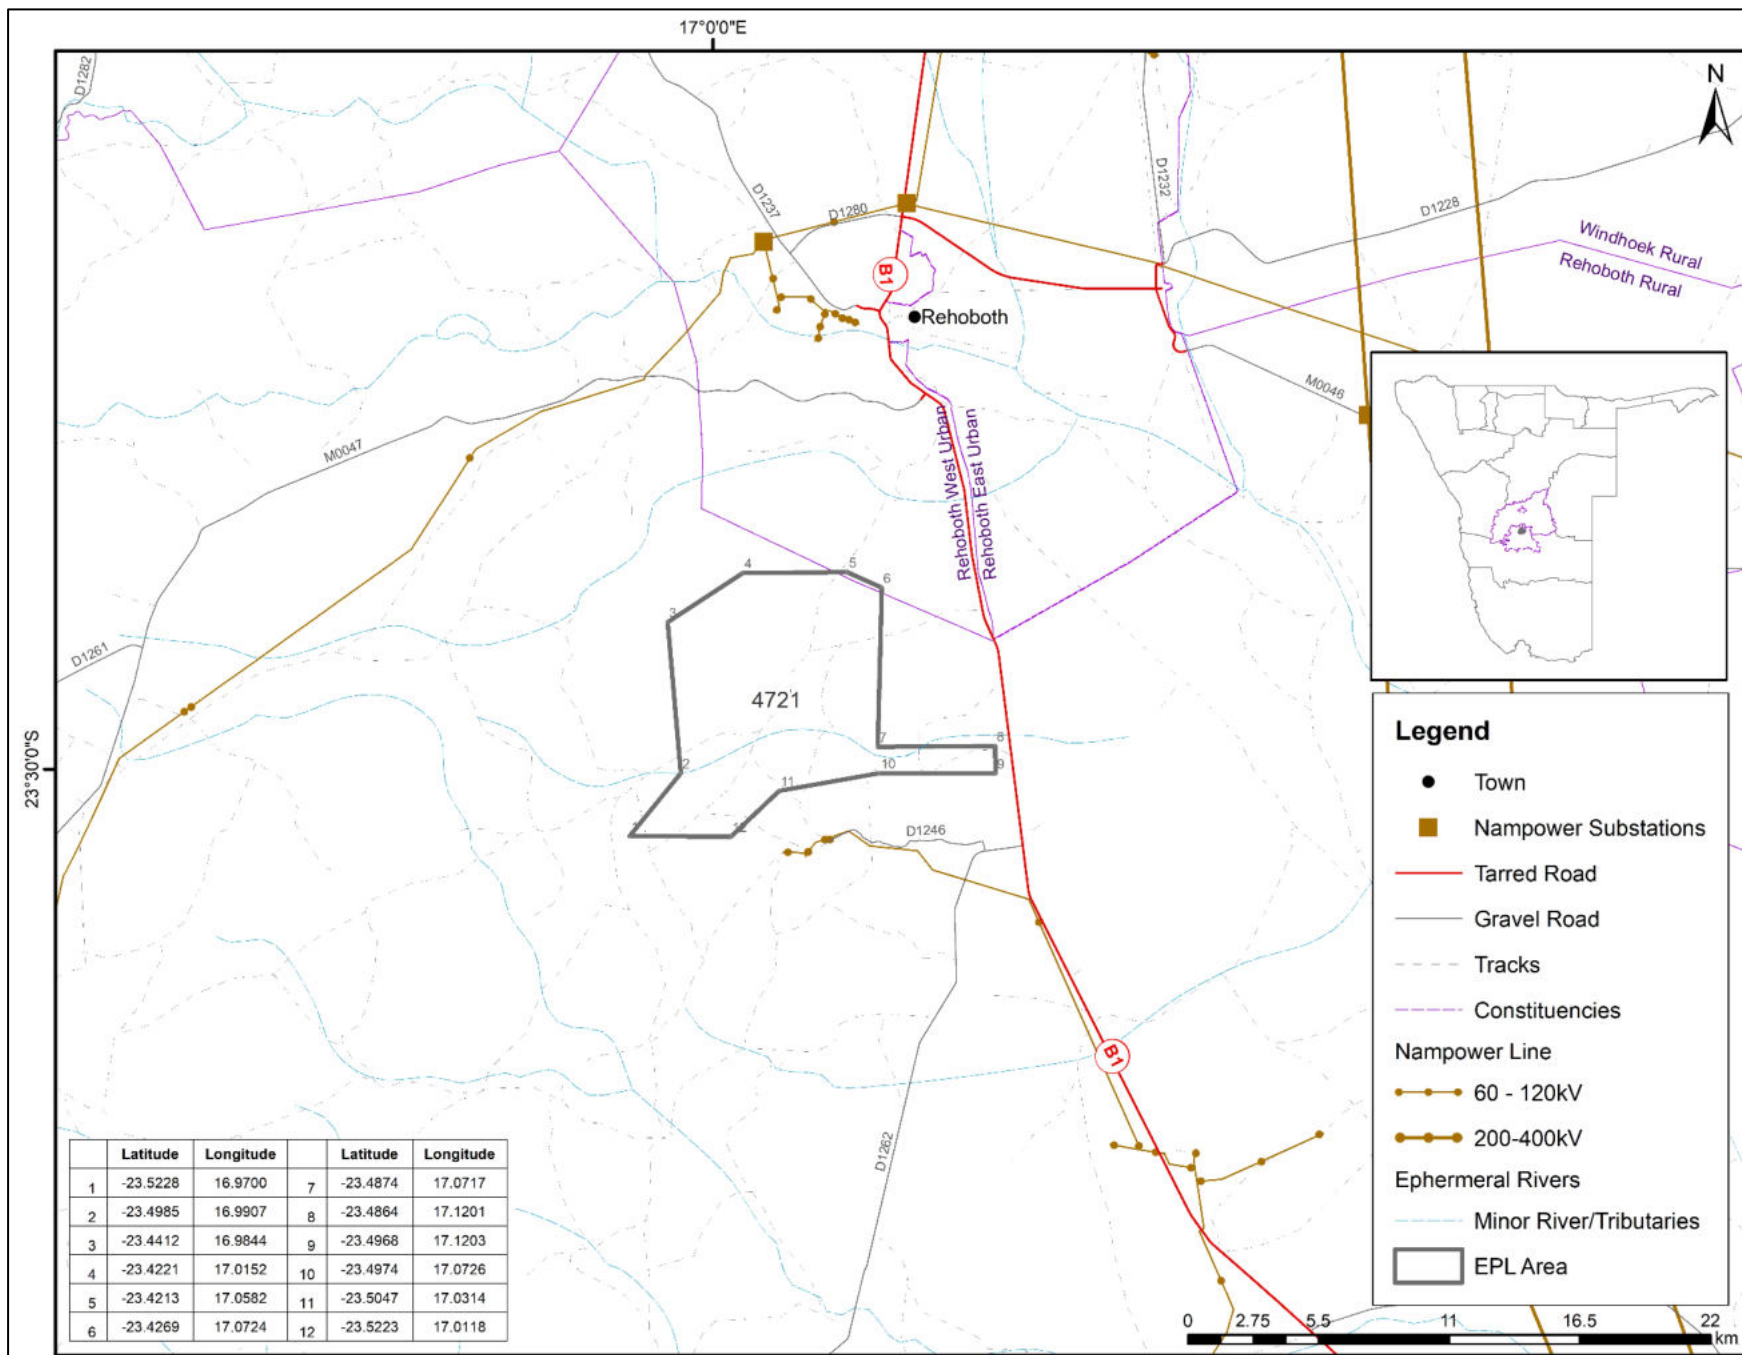 17°0'0"E
N
D1282
D1237
D1280
D1232
D1228
Windhoek Rural
Rehoboth Rural
B1
Rehoboth
M0046
M0047
Rehoboth West Urban
Rehoboth East Urban
4
5
6
3
D1261
4721
7
8
23°30'0"S
2
10
9
11
1
12
D1246
B1
D1262
Legend
Town
Nampower Substations
Tarred Road
Gravel Road
Tracks
Constituencies
Nampower Line
60 - 120kV
200-400kV
Ephermeral Rivers
Minor River/Tributaries
EPL Area
Latitude Longitude Latitude Longitude
1 -23.5228 16.9700 7 -23.4874 17.0717
2 -23.4985 16.9907 8 -23.4864 17.1201
3 -23.4412 16.9844 9 -23.4968 17.1203
4 -23.4221 17.0152 10 -23.4974 17.0726
5 -23.4213 17.0582 11 -23.5047 17.0314
6 -23.4269 17.0724 12 -23.5223 17.0118
0 2.75 5.5 11 16.5 22
km